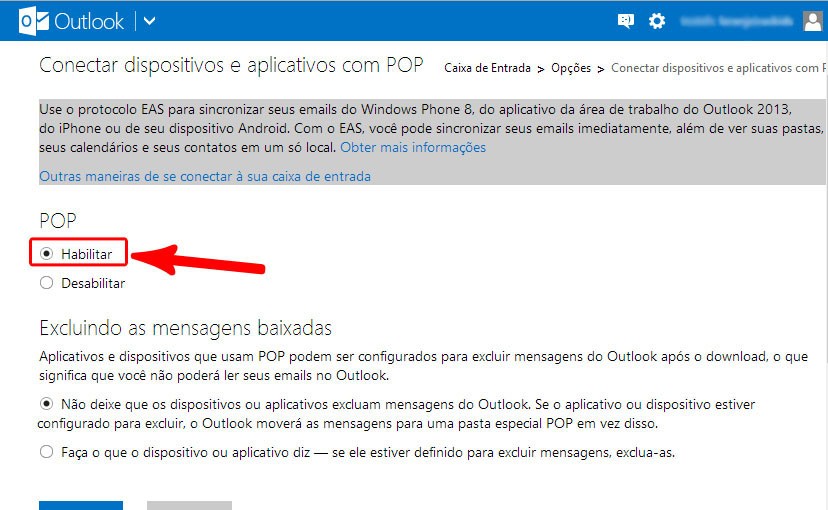 Outlook
Conectar dispositivos e aplicativos com POP
Caixa de Entrada > Opções > Conectar dispositivos e aplicativos com
Use o protocolo EAS para sincronizar seus emails do Windows Phone 8, do aplicativo da área de trabalho do Outlook 2013,
do iPhone ou de seu dispositivo Android. Com o EAS, você pode sincronizar seus emails imediatamente, além de ver suas pastas,
seus calendários e seus contatos em um só local. Obter mais informações
Outras maneiras de se conectar à sua caixa de entrada
POP
Habilitar
Desabilitar
Excluindo as mensagens baixadas
Aplicativos e dispositivos que usam POP podem ser configurados para excluir mensagens do Outlook após o download, o que
significa que você não poderá ler seus emails no Outlook.
Não deixe que os dispositivos ou aplicativos excluam mensagens do Outlook. Se o aplicativo ou dispositivo estiver
configurado para excluir, o Outlook moverá as mensagens para uma pasta especial POP em vez disso.
Faça o que o dispositivo ou aplicativo diz — se ele estiver definido para excluir mensagens, exclua-as.